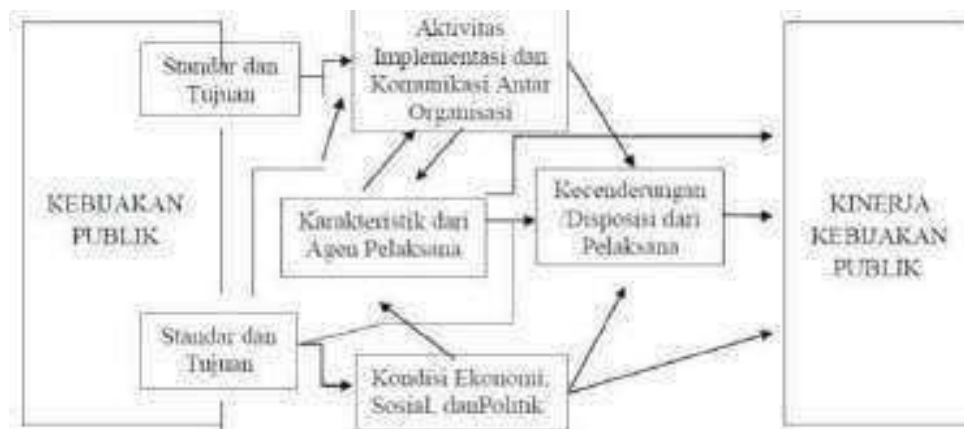 Aktivitas
Implementasi dan
Komunikasi Antar
Organisasi
Standar dan
Tujuan
KEBIJAKAN
PUBLIK
Karakteristik dari
Agen Pelaksana
Kecenderungan
/Disposisi dari
Pelaksana
KINERJA
KEBIJAKAN
PUBLIK
Standar dan
Tujuan
Kondisi Ekonomi,
Sosial, danPolitik